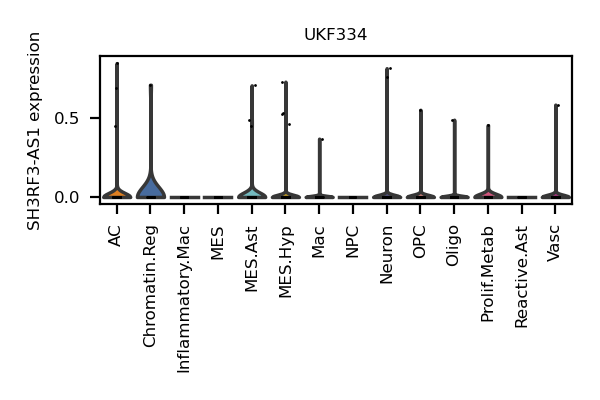 UKF334
SH3RF3-AS1 expression
0.5
0.0
AC
Chromatin.Reg
Inflammatory.Mac
MES
MES.Ast
MES.Hyp
Mac
NPC
Neuron
OPC
Oligo
Prolif.Metab
Reactive.Ast
Vasc